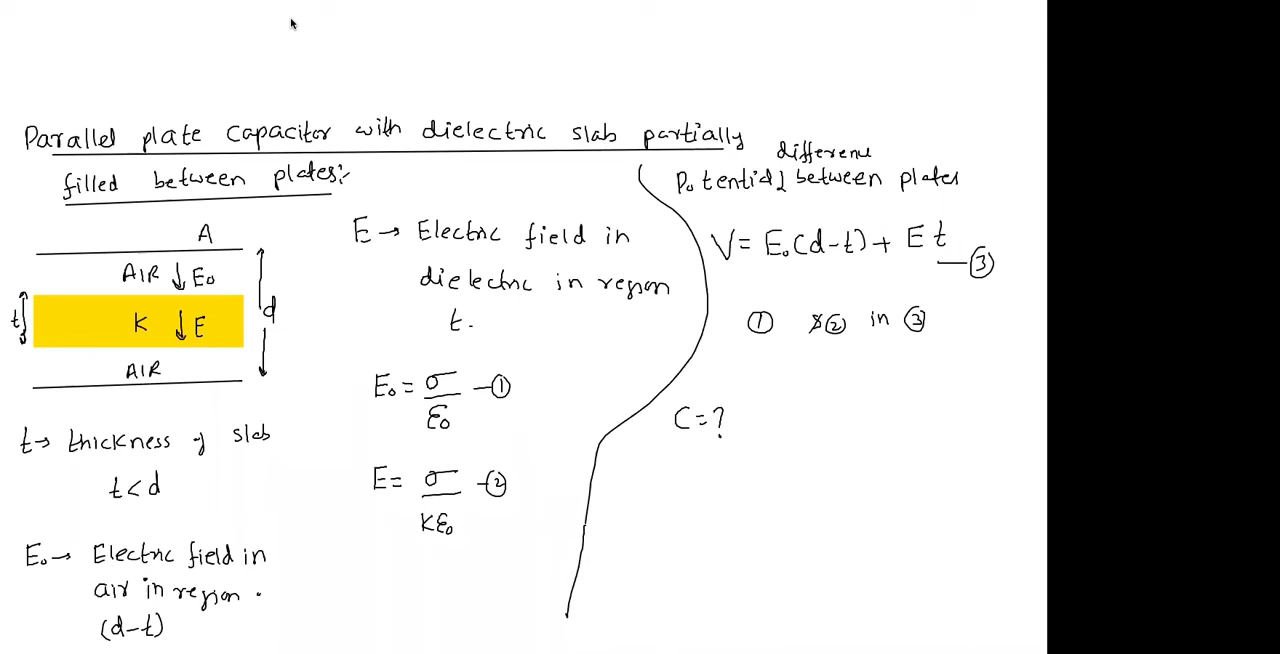 Parallel plate capacitor with dielectric slab partially
filled between plates:-
A
AIR ↓ E₀
t
K ↓ E
d
AIR
t → thickness of slab
t < d
E₀ → Electric field in
air in region.
(d-t)
E → Electric field in
dielectric in region
t.
E₀ = σ/ε₀ —①
E = σ/Kε₀ —②
difference
Potential between plates
V = E₀(d-t) + E t —③
① & ② in ③
C = ?